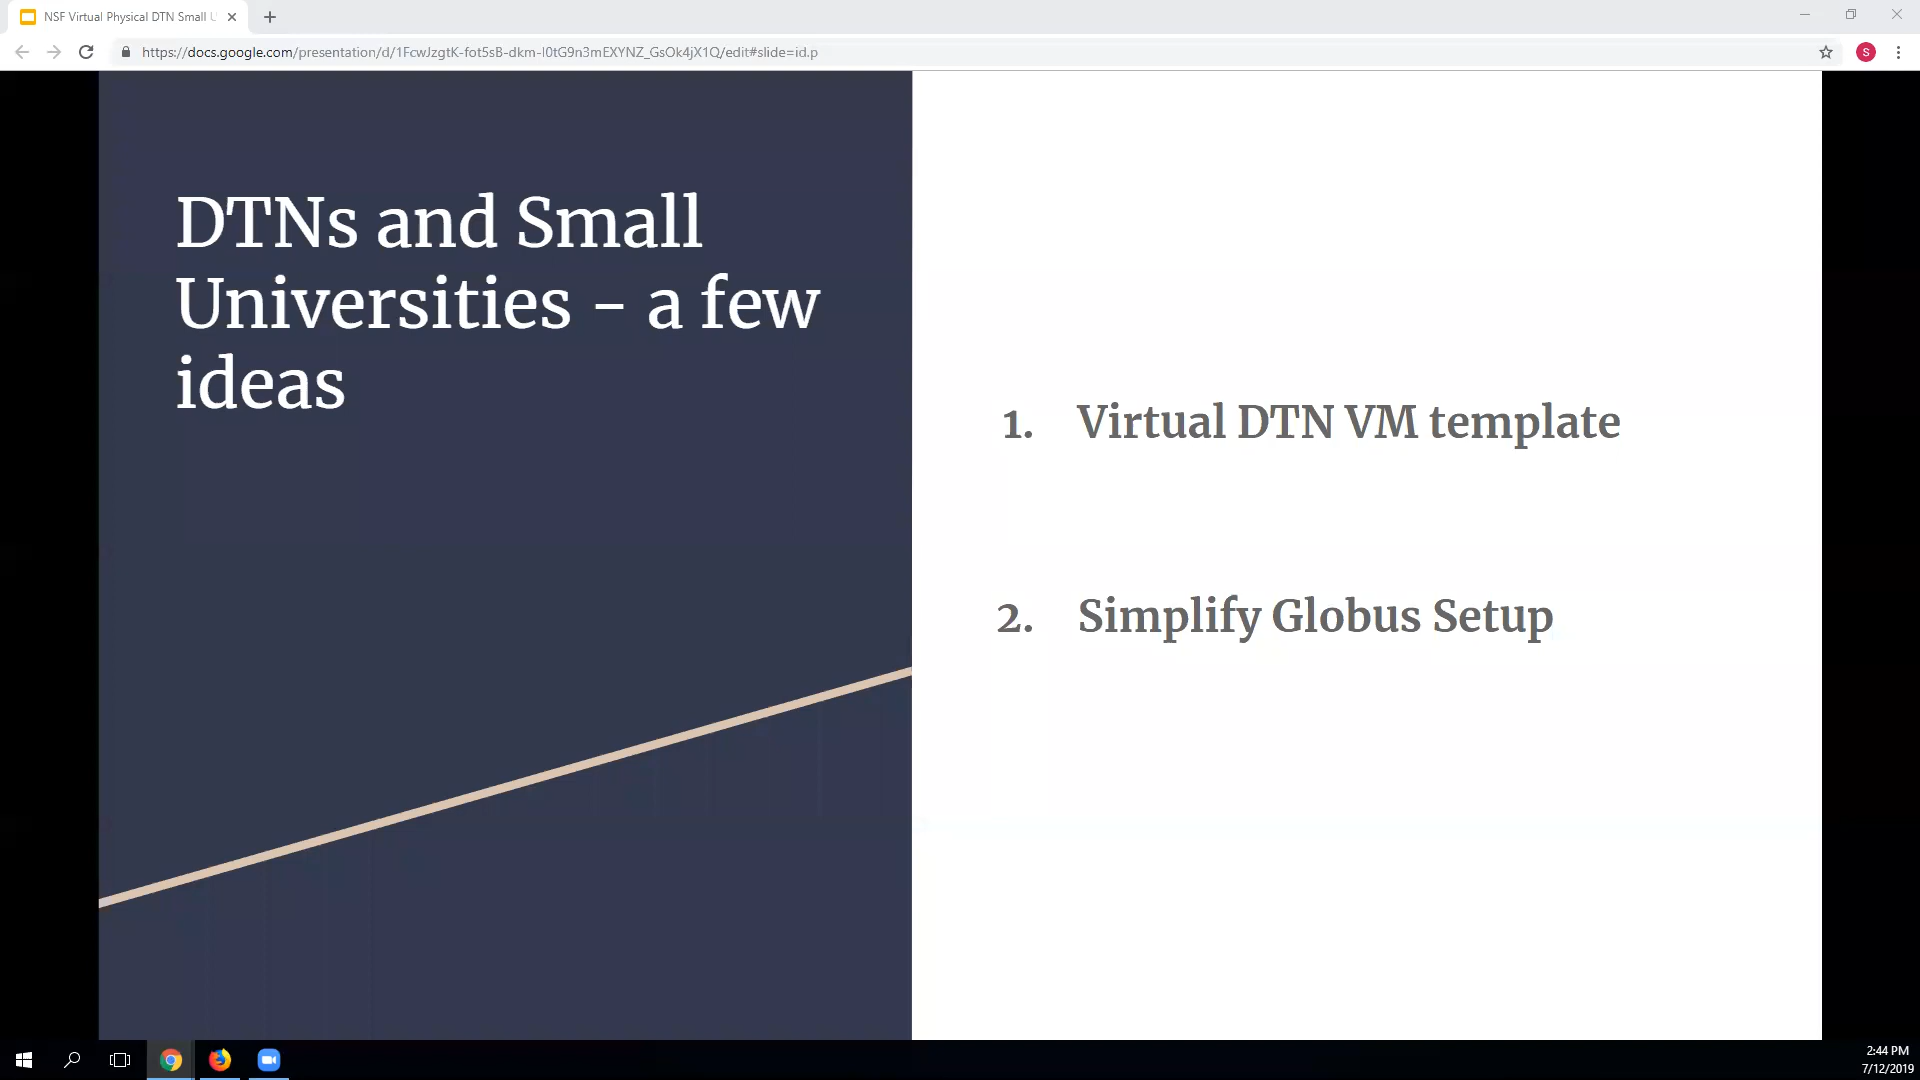 NSF Virtual Physical DTN Small U
https://docs.google.com/presentation/d/1FcwJzgtK-fot5sB-dkm-I0tG9n3mEXYNZ_GsOk4jX1Q/edit#slide=id.p
S
DTNs and Small
Universities - a few
ideas
1. Virtual DTN VM template
2. Simplify Globus Setup
2:44 PM
7/12/2019